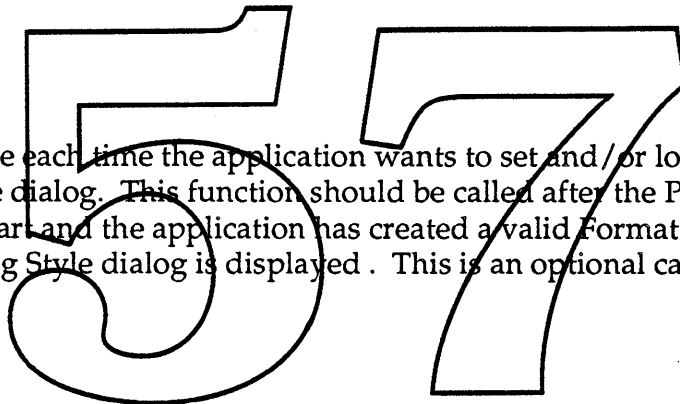 57
e each time the application wants to set and/or lo
e dialog. This function should be called after the P
art and the application has created a valid Format
g Style dialog is displayed . This is an optional ca